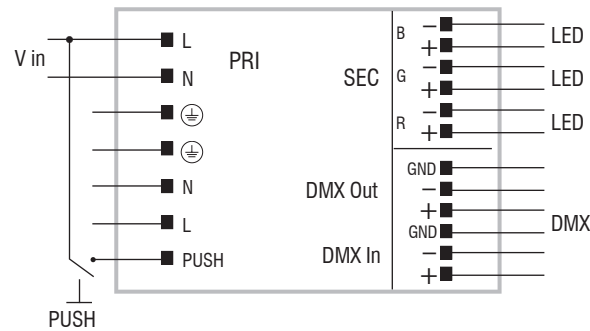 B − LED
+
V in L PRI SEC G − LED
+
N R − LED
+
⏚
⏚
N DMX Out GND
−
+
L GND DMX
PUSH DMX In −
+
PUSH